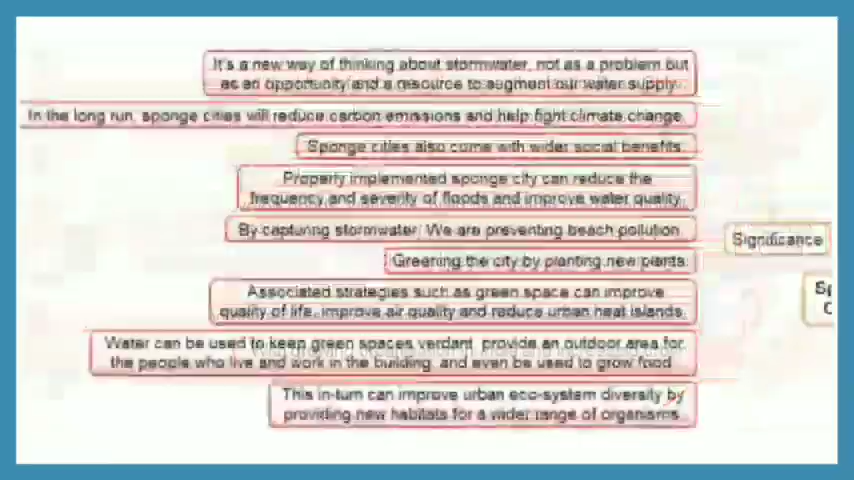 It's a new way of thinking about stormwater, not as a problem but
as an opportunity and a resource to augment our water supply.
In the long run, sponge cities will reduce carbon emissions and help fight climate change.
Sponge cities also come with wider social benefits.
Properly implemented sponge city can reduce the
frequency and severity of floods and improve water quality.
By capturing stormwater, We are preventing beach pollution.
Significance
Greening the city by planting new plants.
Associated strategies such as green space can improve
quality of life, improve air quality and reduce urban heat islands.
Water can be used to keep green spaces verdant, provide an outdoor area for
the people who live and work in the building, and even be used to grow food.
This in-turn can improve urban eco-system diversity by
providing new habitats for a wider range of organisms.